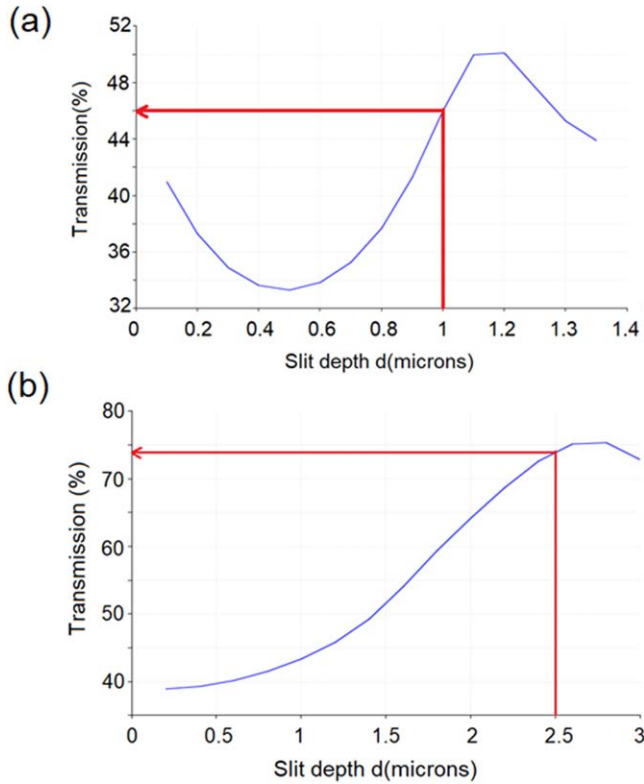 (a)
52
48
44
40
36
32
Transmission(%)
0 0.2 0.4 0.6 0.8 1 1.2 1.3 1.4
Slit depth d(microns)
(b)
80
70
60
50
40
Transmission (%)
0 0.5 1 1.5 2 2.5 3
Slit depth d(microns)